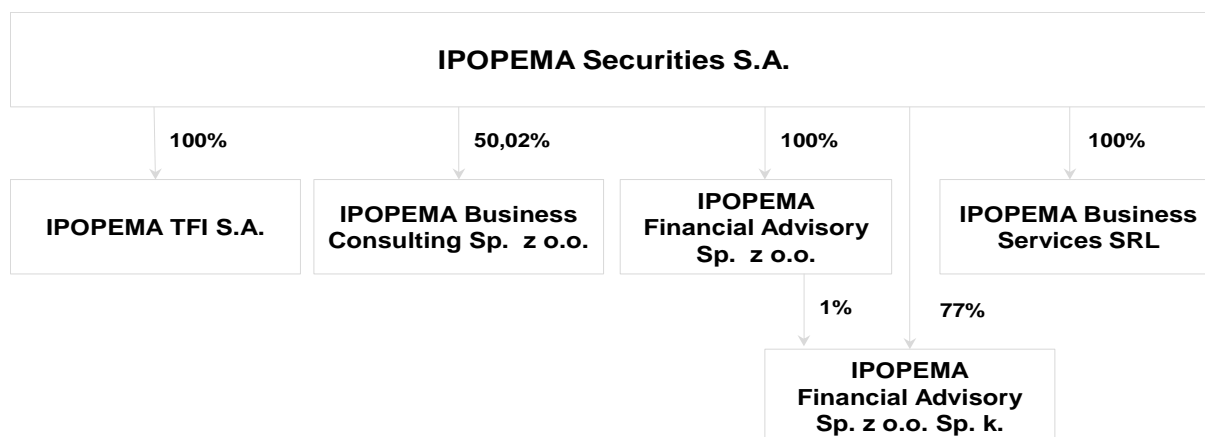 IPOPEMA Securities S.A.
100%
50,02%
100%
100%
IPOPEMA TFI S.A.
IPOPEMA Business
Consulting Sp. z o.o.
IPOPEMA
Financial Advisory
Sp. z o.o.
IPOPEMA Business
Services SRL
1%
77%
IPOPEMA
Financial Advisory
Sp. z o.o. Sp. k.